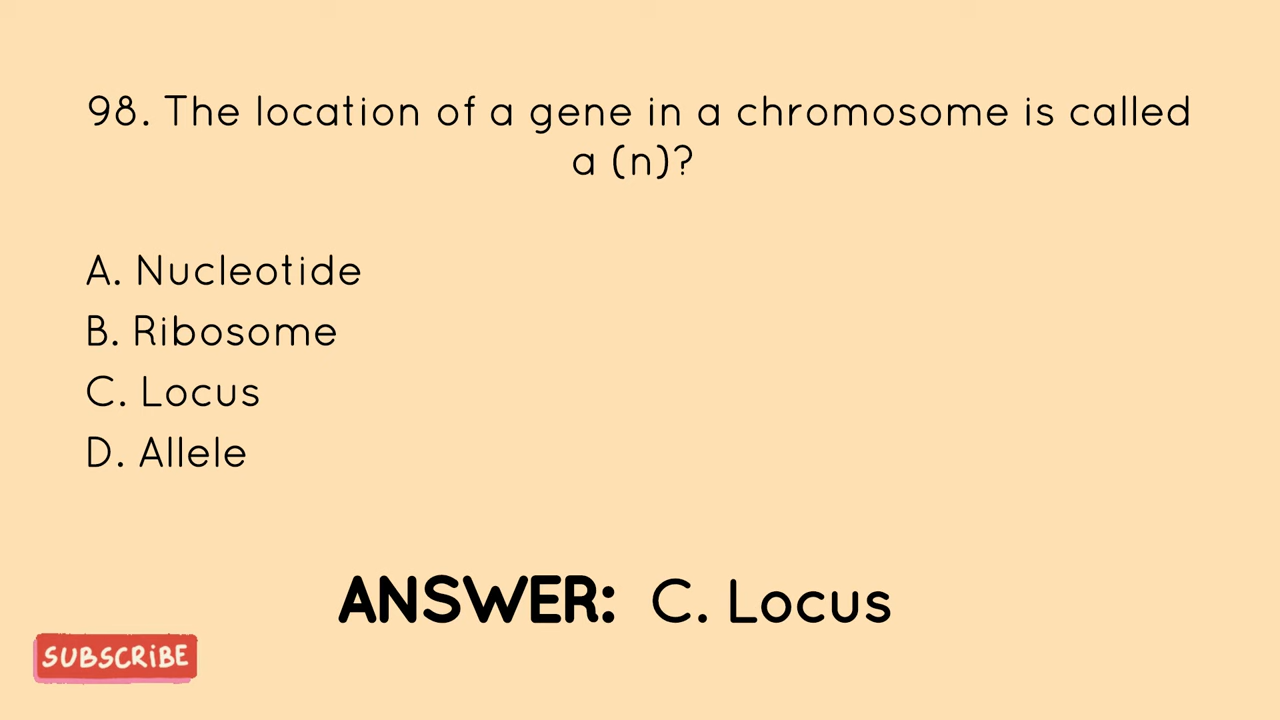 98. The location of a gene in a chromosome is called
a (n)?
A. Nucleotide
B. Ribosome
C. Locus
D. Allele
ANSWER: C. Locus
SUBSCRIBE